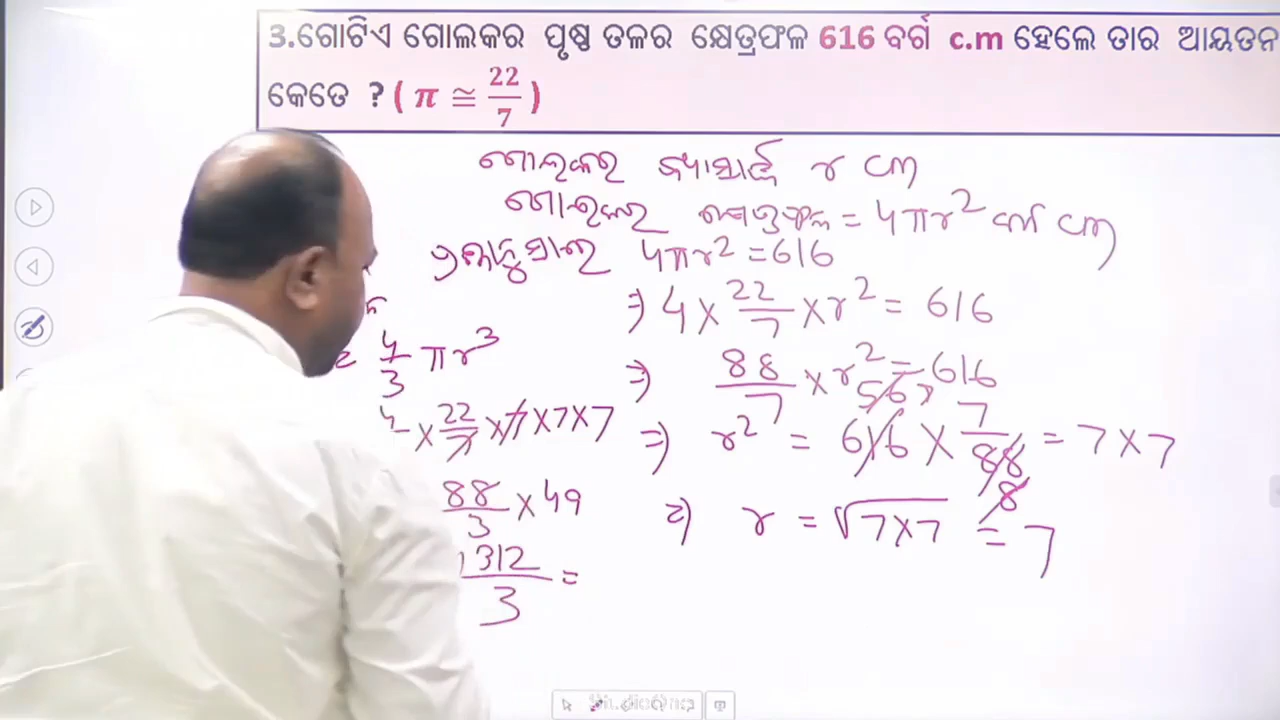 3.ଗୋଟିଏ ଗୋଲକର ପୃଷ୍ଠ ତଳର କ୍ଷେତ୍ରଫଳ 616 ବର୍ଗ c.m ହେଲେ ତାର ଆୟତନ
କେତେ ? ( π ≅ 22/7 )
ଗୋଲକର ବ୍ୟାସାର୍ଦ୍ଧ r cm
ଗୋଲକର କ୍ଷେତ୍ରଫଳ = 4πr² ବର୍ଗ cm
ପ୍ରଶ୍ନାନୁସାରେ 4πr² = 616
⇒ 4 × 22/7 × r² = 616
⇒ 88/7 × r² = 616
⇒ r² = 616 × 7/88 = 7 × 7
56
8
⇒ r = √7×7 = 7
= 4/3 πr³
× 22/7 × 7 × 7 × 7
88/3 × 49
312/3 =